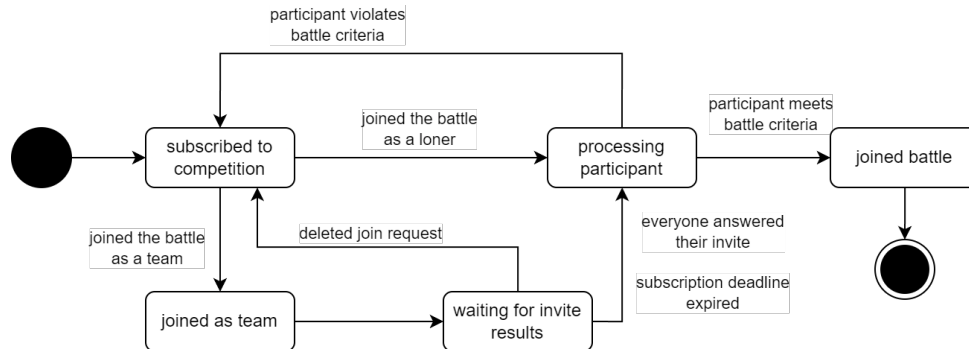 participant violates
battle criteria
joined the battle
as a loner
participant meets
battle criteria
subscribed to
competition
processing
participant
joined battle
joined the battle
as a team
deleted join request
everyone answered
their invite
subscription deadline
expired
joined as team
waiting for invite
results